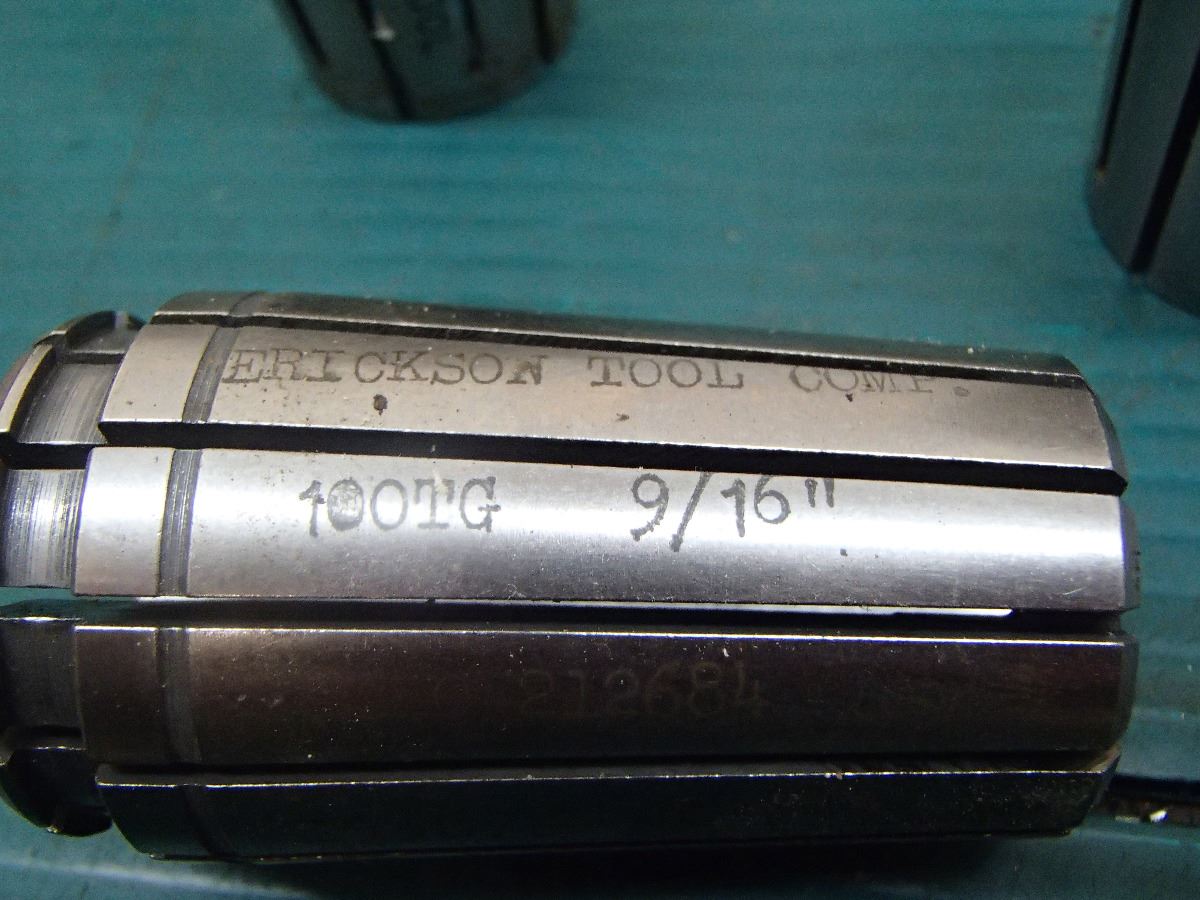 ERICKSON TOOL COMP.
100TG 9/16"
212684